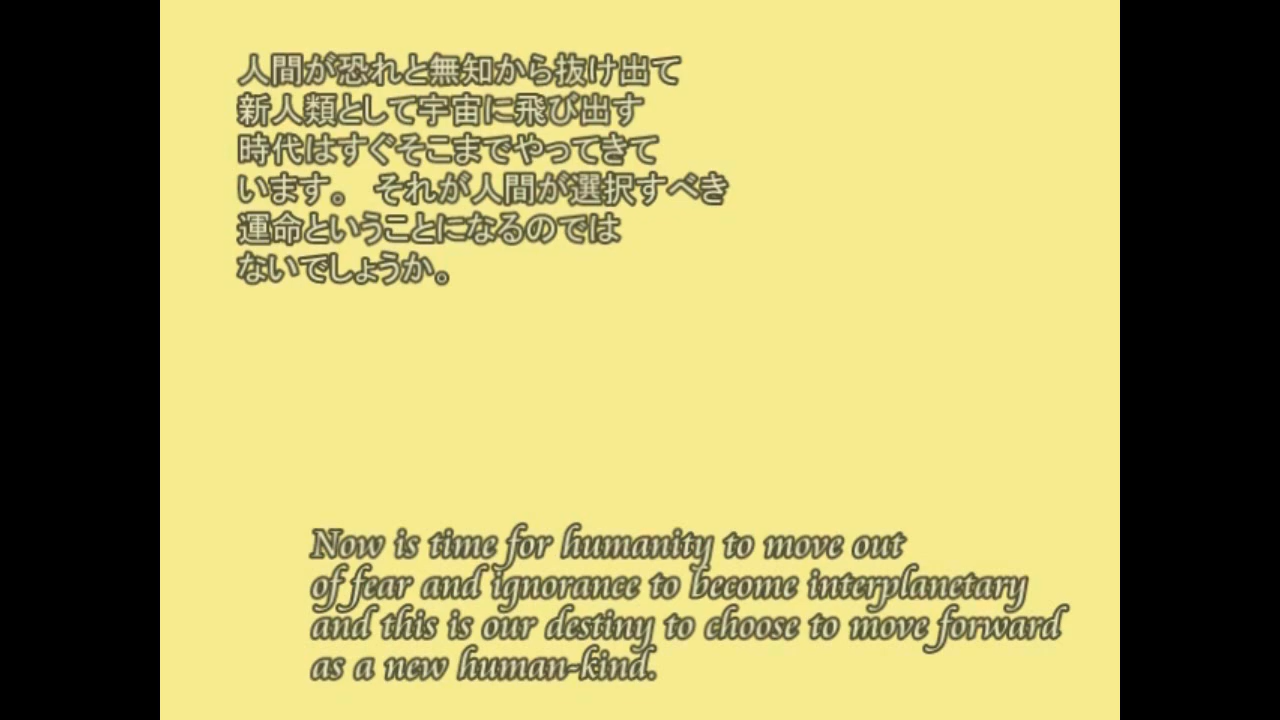 人間が恐れと無知から抜け出て
新人類として宇宙に飛び出す
時代はすぐそこまでやってきて
います。 それが人間が選択すべき
運命ということになるのでは
ないでしょうか。
Now is time for humanity to move out
of fear and ignorance to become interplanetary
and this is our destiny to choose to move forward
as a new human-kind.